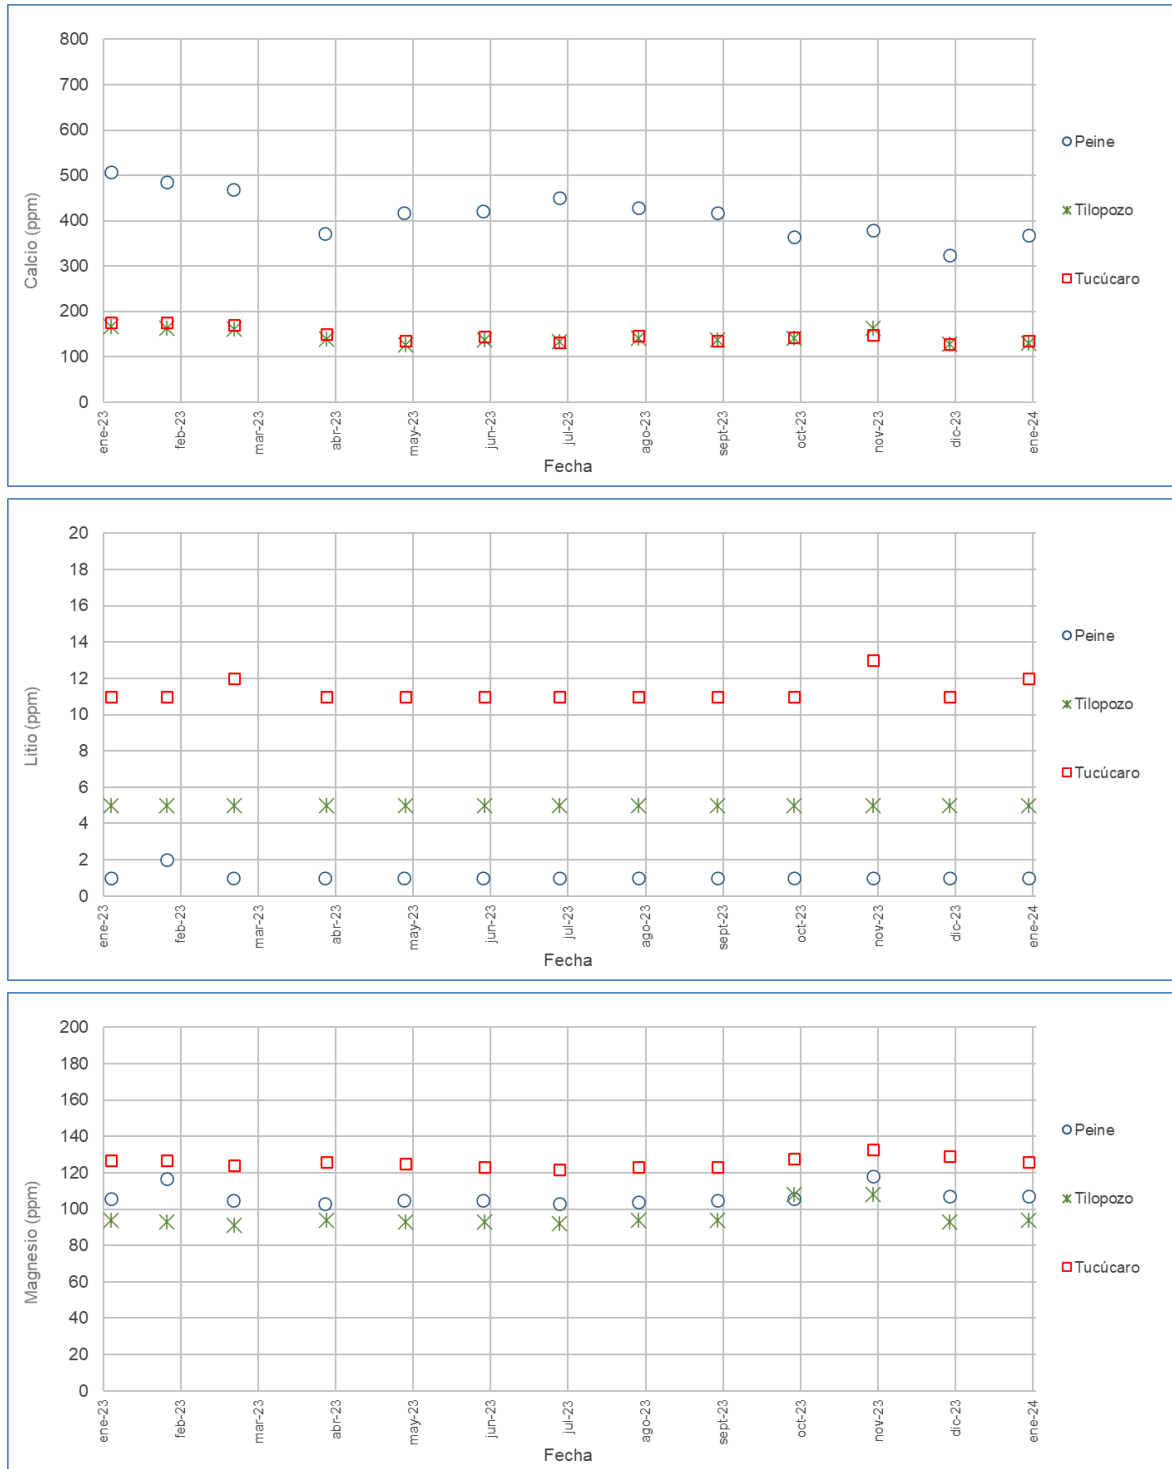 800
700
600
500
400
300
200
100
0
Calcio (ppm)
ene-23
feb-23
mar-23
abr-23
may-23
jun-23
jul-23
ago-23
sept-23
oct-23
nov-23
dic-23
ene-24
Fecha
Peine
Tilopozo
Tucúcaro
20
18
16
14
12
10
8
6
4
2
0
Litio (ppm)
ene-23
feb-23
mar-23
abr-23
may-23
jun-23
jul-23
ago-23
sept-23
oct-23
nov-23
dic-23
ene-24
Fecha
Peine
Tilopozo
Tucúcaro
200
180
160
140
120
100
80
60
40
20
0
Magnesio (ppm)
ene-23
feb-23
mar-23
abr-23
may-23
jun-23
jul-23
ago-23
sept-23
oct-23
nov-23
dic-23
ene-24
Fecha
Peine
Tilopozo
Tucúcaro